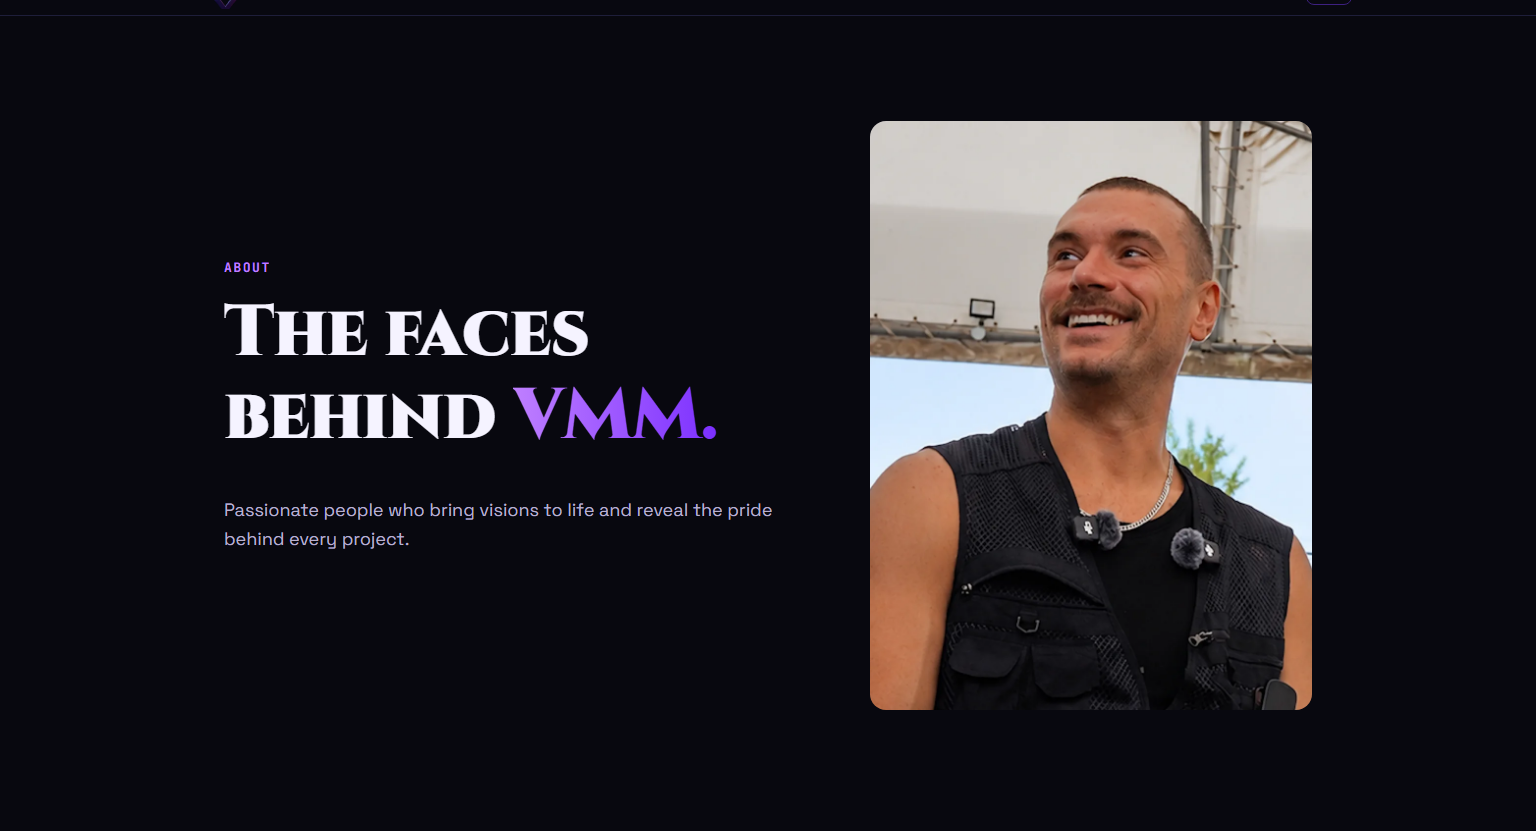 ABOUT
The faces
behind VMM.
Passionate people who bring visions to life and reveal the pride
behind every project.